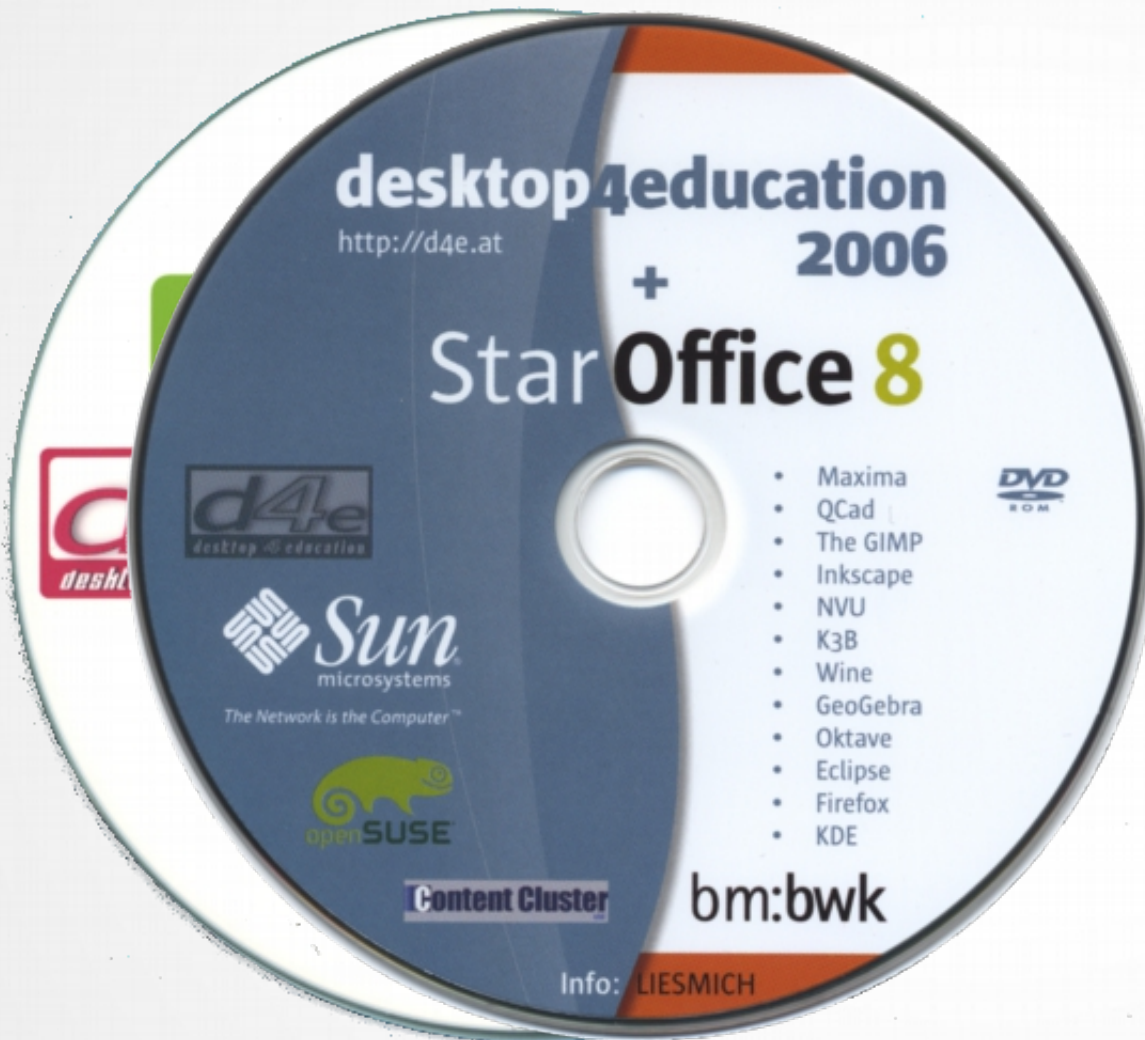 desktop4education
http://d4e.at
2006
+
StarOffice 8
d4e
desktop 4 education
Sun
microsystems
The Network is the Computer™
openSUSE
Content Cluster
• Maxima
• QCad
• The GIMP
• Inkscape
• NVU
• K3B
• Wine
• GeoGebra
• Oktave
• Eclipse
• Firefox
• KDE
DVD
ROM
bm:bwk
Info: LIESMICH